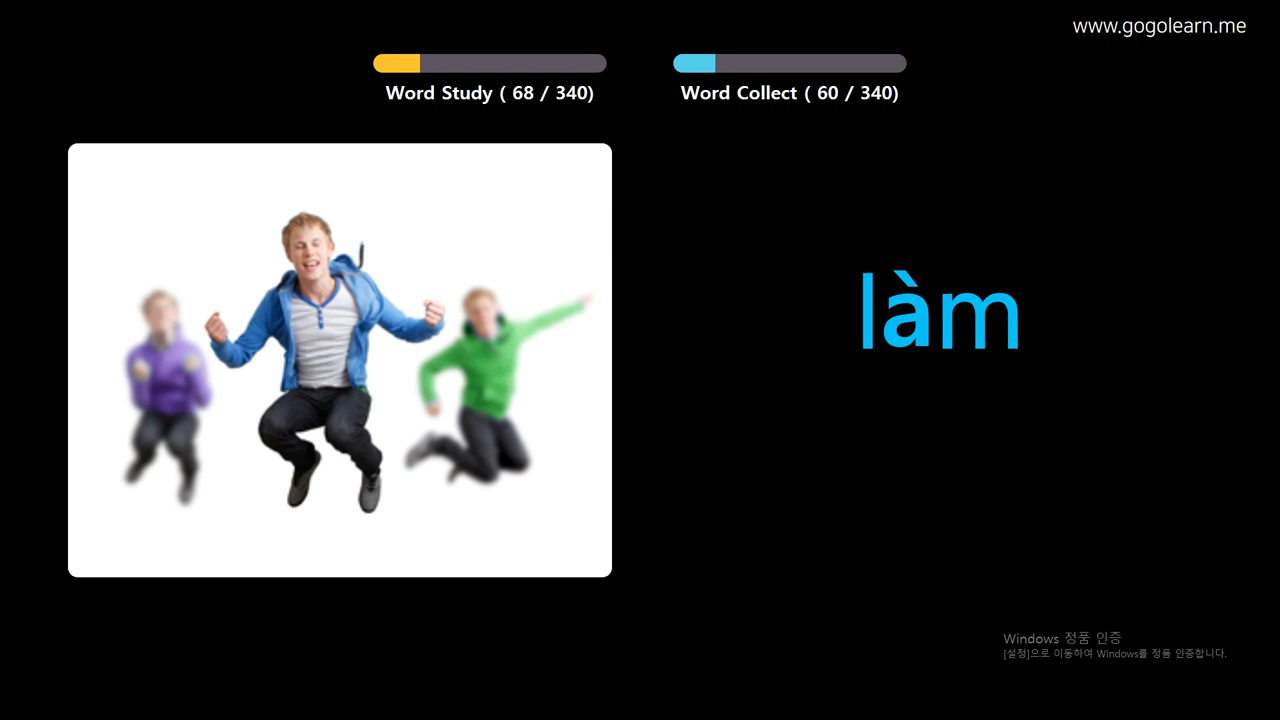 www.gogolearn.me
Word Study ( 68 / 340)
Word Collect ( 60 / 340)
làm
Windows 정품 인증
[설정]으로 이동하여 Windows를 정품 인증합니다.